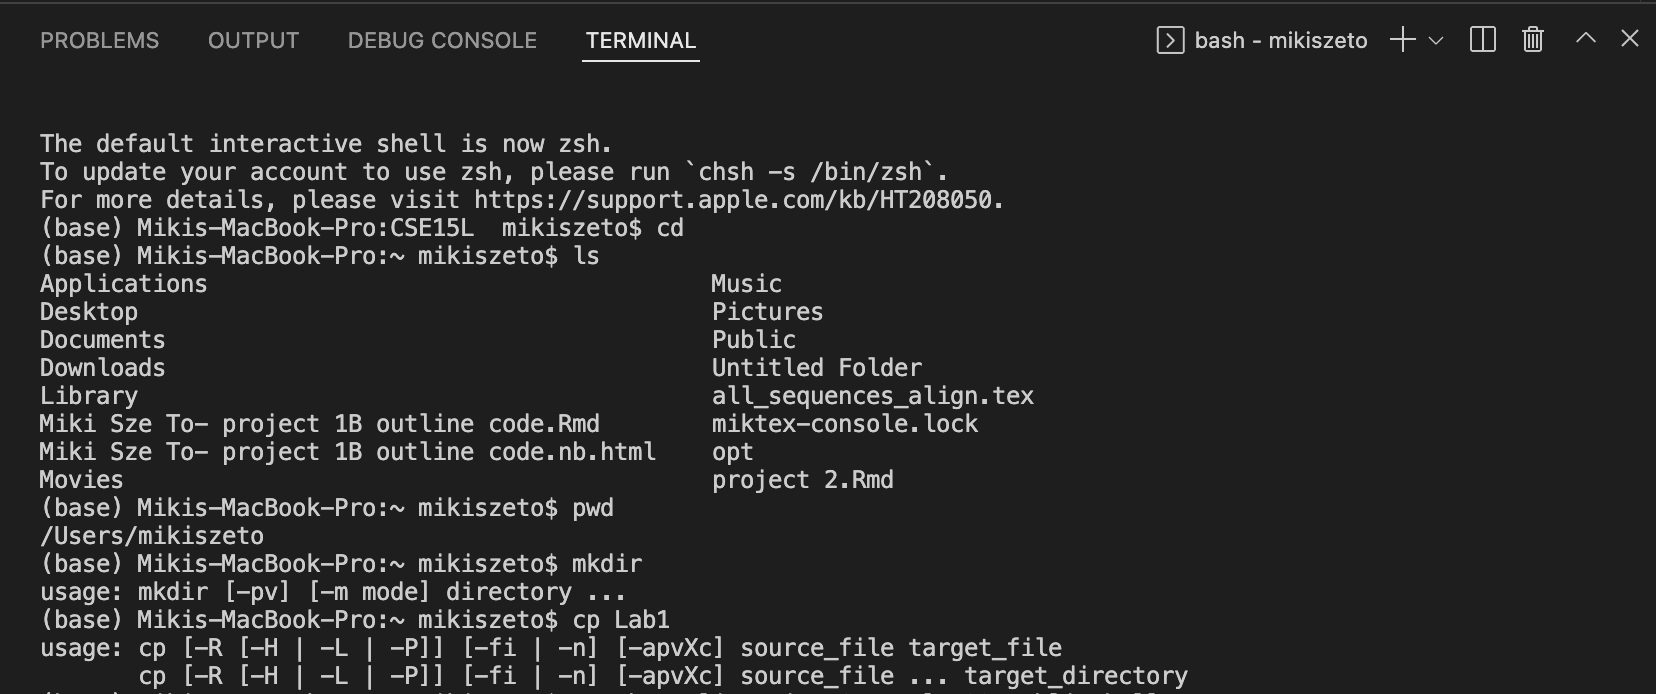 PROBLEMS OUTPUT DEBUG CONSOLE TERMINAL bash - mikiszeto
The default interactive shell is now zsh.
To update your account to use zsh, please run `chsh -s /bin/zsh`.
For more details, please visit https://support.apple.com/kb/HT208050.
(base) Mikis-MacBook-Pro:CSE15L  mikiszeto$ cd
(base) Mikis-MacBook-Pro:~ mikiszeto$ ls
Applications Music
Desktop Pictures
Documents Public
Downloads Untitled Folder
Library all_sequences_align.tex
Miki Sze To- project 1B outline code.Rmd miktex-console.lock
Miki Sze To- project 1B outline code.nb.html opt
Movies project 2.Rmd
(base) Mikis-MacBook-Pro:~ mikiszeto$ pwd
/Users/mikiszeto
(base) Mikis-MacBook-Pro:~ mikiszeto$ mkdir
usage: mkdir [-pv] [-m mode] directory ...
(base) Mikis-MacBook-Pro:~ mikiszeto$ cp Lab1
usage: cp [-R [-H | -L | -P]] [-fi | -n] [-apvXc] source_file target_file
cp [-R [-H | -L | -P]] [-fi | -n] [-apvXc] source_file ... target_directory